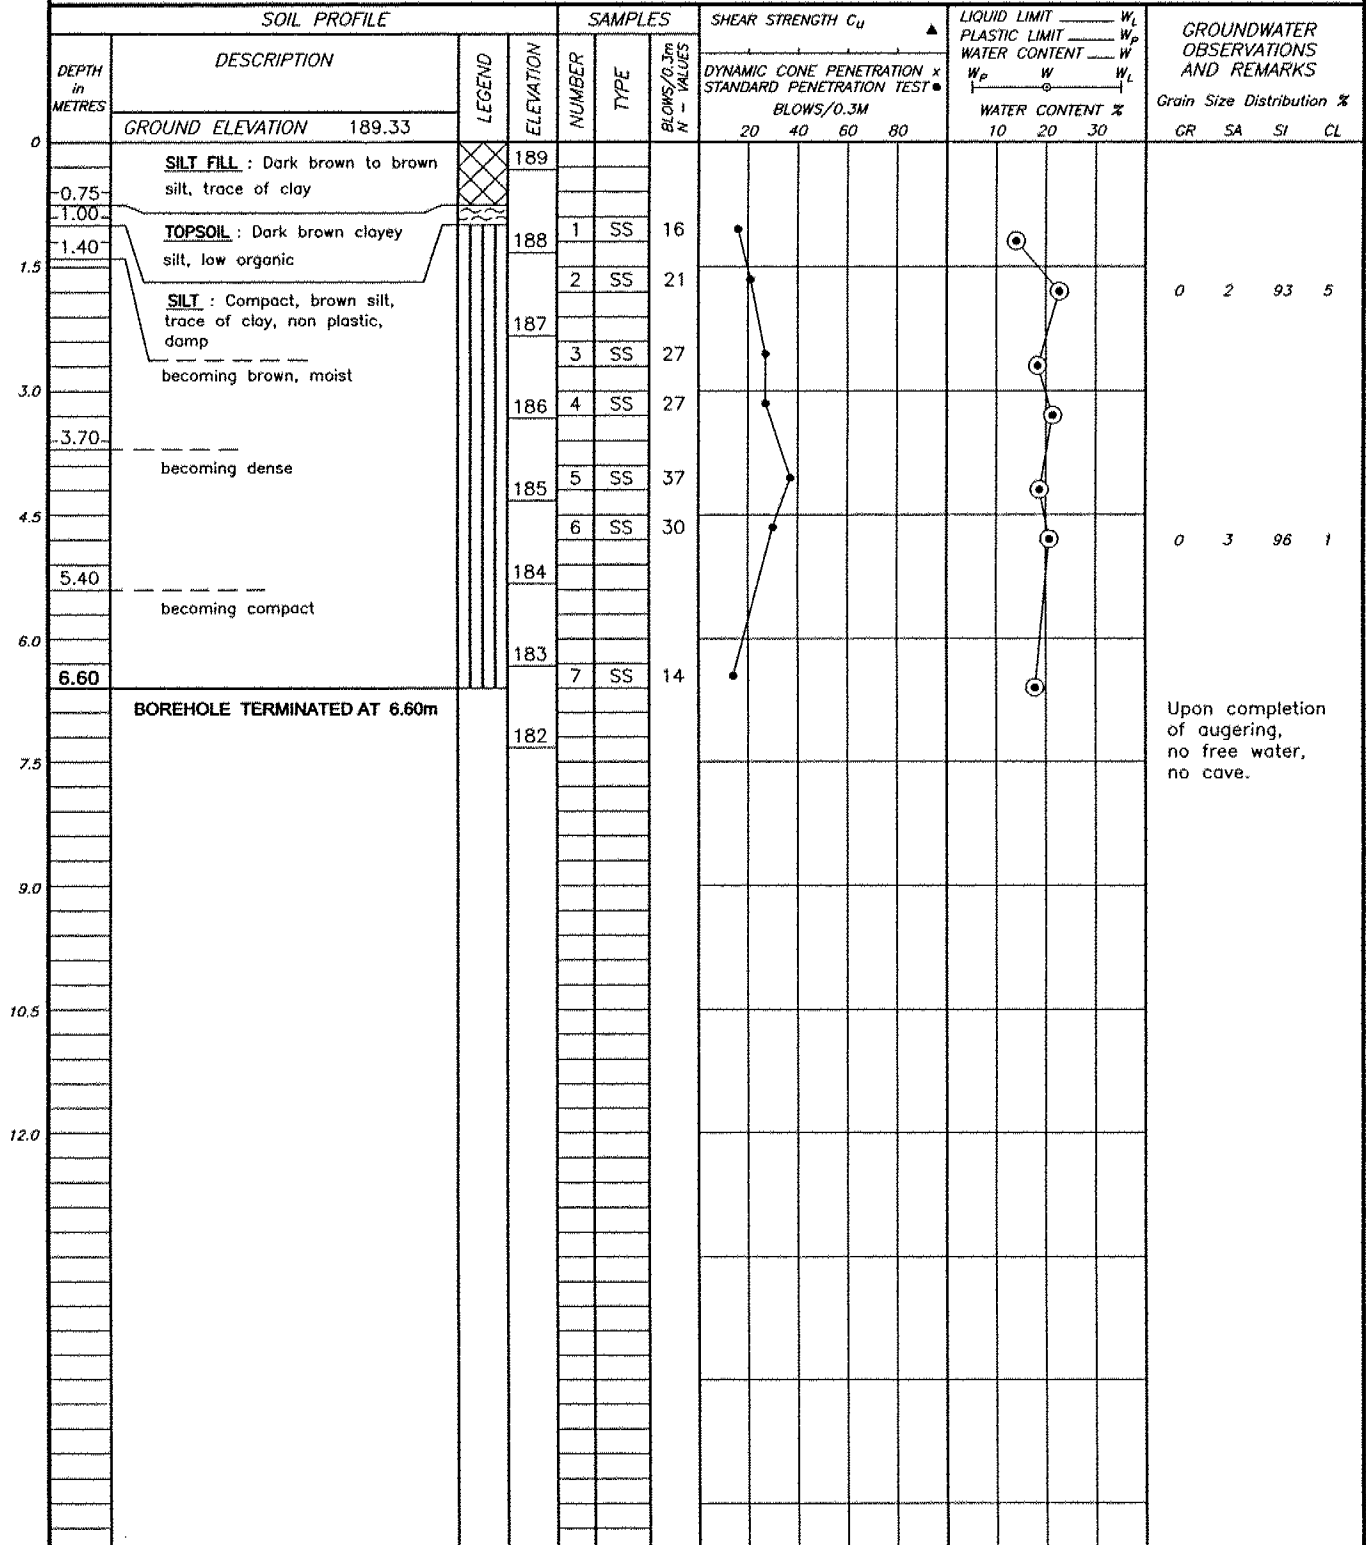 SOIL PROFILE
SAMPLES
DEPTH
in
METRES
DESCRIPTION
LEGEND
ELEVATION
NUMBER
TYPE
BLOWS/0.3m
N - VALUES
SHEAR STRENGTH Cu ▲
DYNAMIC CONE PENETRATION ×
STANDARD PENETRATION TEST ●
BLOWS/0.3M
20 40 60 80
LIQUID LIMIT ____ WL
PLASTIC LIMIT ____ WP
WATER CONTENT ____ W
WP W WL
WATER CONTENT %
10 20 30
GROUNDWATER
OBSERVATIONS
AND REMARKS
Grain Size Distribution %
GR SA SI CL
GROUND ELEVATION 189.33
0
SILT FILL : Dark brown to brown
silt, trace of clay
189
0.75
1.00
TOPSOIL : Dark brown clayey
silt, low organic
188
1 SS 16
1.40
1.5
2 SS 21
0 2 93 5
SILT : Compact, brown silt,
trace of clay, non plastic,
damp
187
3 SS 27
becoming brown, moist
3.0
186
4 SS 27
3.70
becoming dense
185
5 SS 37
4.5
6 SS 30
0 3 96 1
5.40
184
becoming compact
6.0
183
6.60
7 SS 14
BOREHOLE TERMINATED AT 6.60m
182
Upon completion
of augering,
no free water,
no cave.
7.5
9.0
10.5
12.0